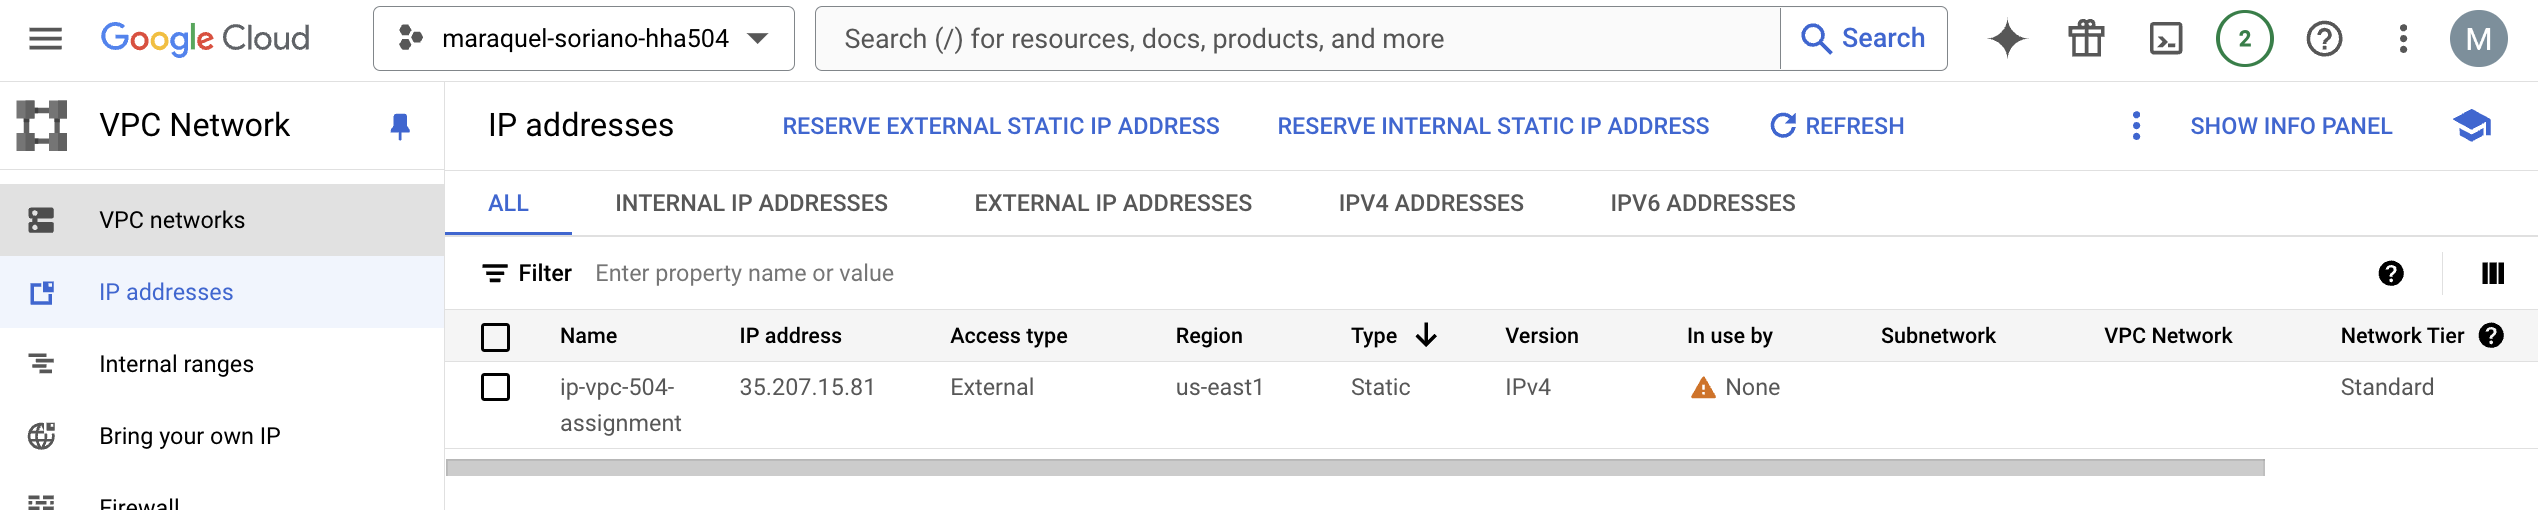 Google Cloud
maraquel-soriano-hha504
Search (/) for resources, docs, products, and more
Search
2
M
VPC Network
IP addresses
RESERVE EXTERNAL STATIC IP ADDRESS
RESERVE INTERNAL STATIC IP ADDRESS
REFRESH
SHOW INFO PANEL
VPC networks
IP addresses
Internal ranges
Bring your own IP
Firewall
ALL
INTERNAL IP ADDRESSES
EXTERNAL IP ADDRESSES
IPV4 ADDRESSES
IPV6 ADDRESSES
Filter
Enter property name or value
Name IP address Access type Region Type Version In use by Subnetwork VPC Network Network Tier
ip-vpc-504- 35.207.15.81 External us-east1 Static IPv4 None Standard
assignment